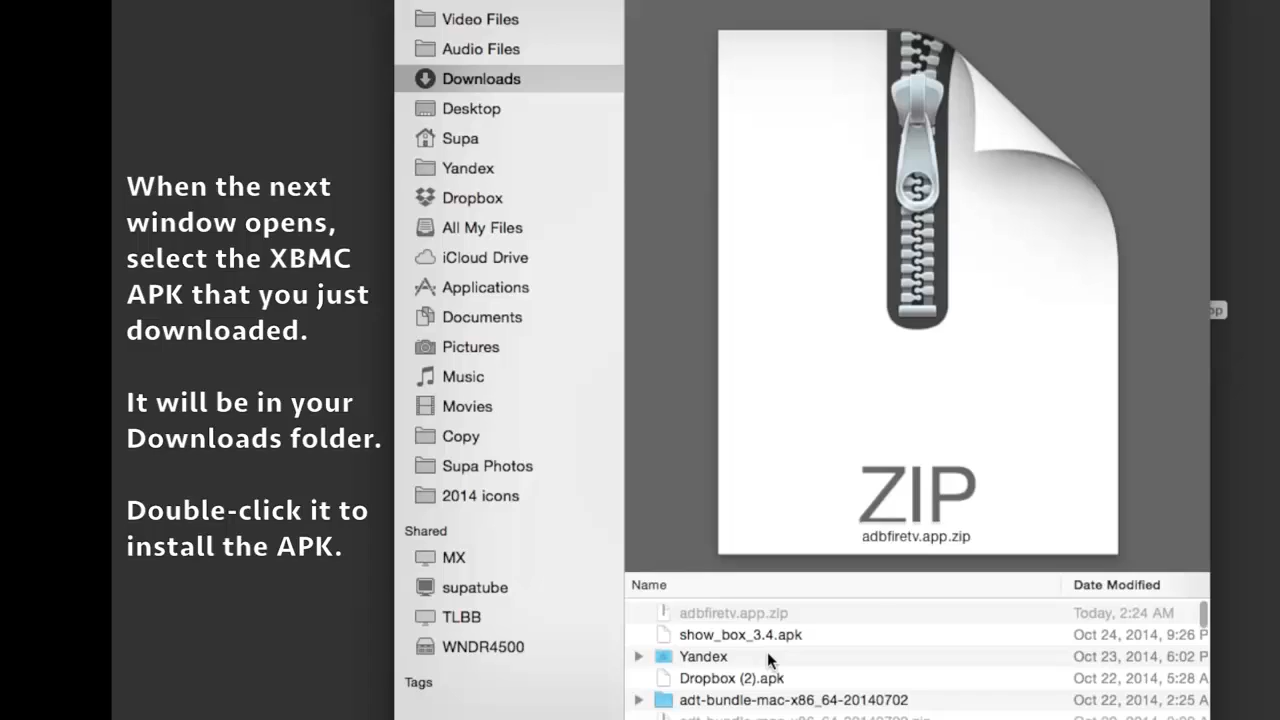 When the next
window opens,
select the XBMC
APK that you just
downloaded.
It will be in your
Downloads folder.
Double-click it to
install the APK.
Video Files
Audio Files
Downloads
Desktop
Supa
Yandex
Dropbox
All My Files
iCloud Drive
Applications
Documents
Pictures
Music
Movies
Copy
Supa Photos
2014 icons
Shared
MX
supatube
TLBB
WNDR4500
Tags
ZIP
adbfiretv.app.zip
Name Date Modified
adbfiretv.app.zip Today, 2:24 AM
show_box_3.4.apk Oct 24, 2014, 9:26 P
Yandex Oct 23, 2014, 6:02 P
Dropbox (2).apk Oct 22, 2014, 5:28 A
adt-bundle-mac-x86_64-20140702 Oct 22, 2014, 2:25 A